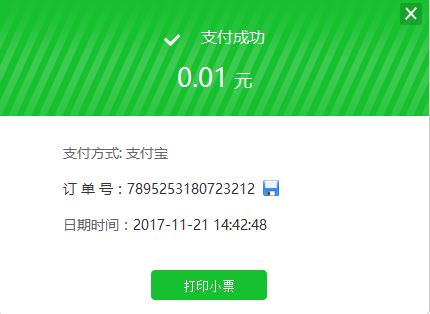 支付成功
0.01 元
支付方式: 支付宝
订 单 号：7895253180723212
日期时间：2017-11-21 14:42:48
打印小票